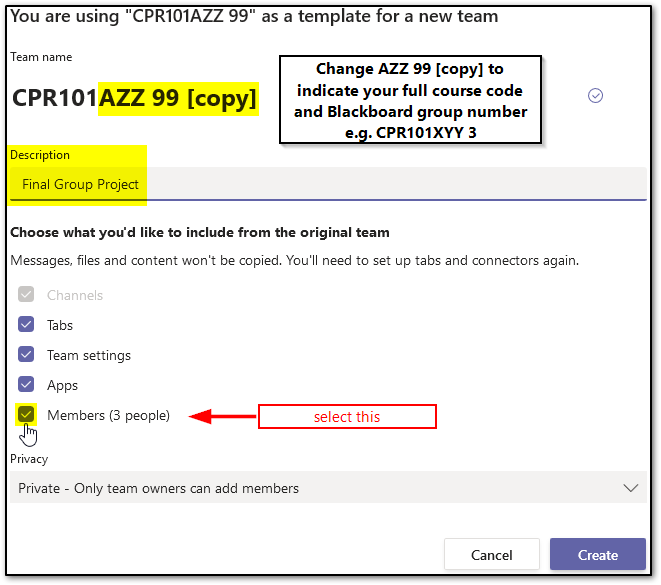 You are using "CPR101AZZ 99" as a template for a new team
Team name
CPR101AZZ 99 [copy]
Change AZZ 99 [copy] to
indicate your full course code
and Blackboard group number
e.g. CPR101XYY 3
Description
Final Group Project
Choose what you'd like to include from the original team
Messages, files and content won't be copied. You'll need to set up tabs and connectors again.
Channels
Tabs
Team settings
Apps
Members (3 people)
select this
Privacy
Private - Only team owners can add members
Cancel
Create